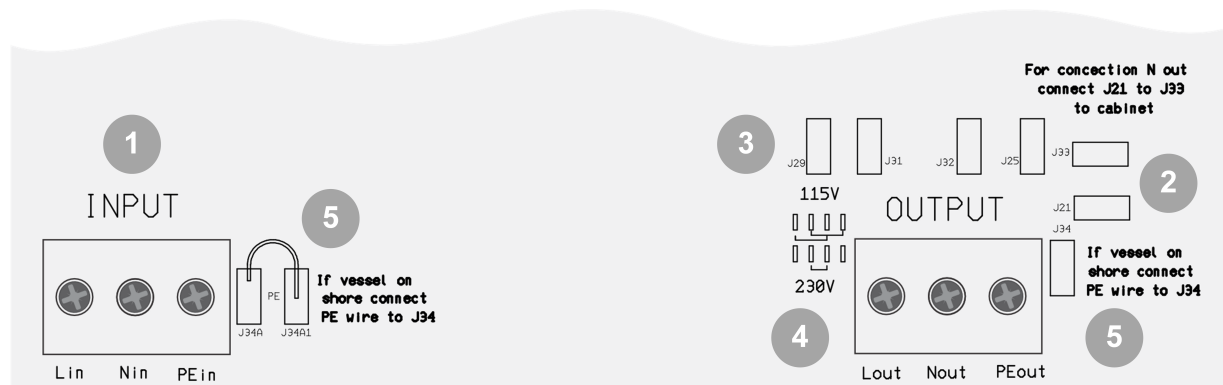 For concection N out
connect J21 to J33
to cabinet
1
3
J29
J31
J32
J25
J33
2
INPUT
5
115V
OUTPUT
J21
J34
If vessel on
shore connect
PE wire to J34
PE
J34A
J34A1
230V
If vessel on
shore connect
PE wire to J34
4
5
Lin
Nin
PEin
Lout
Nout
PEout